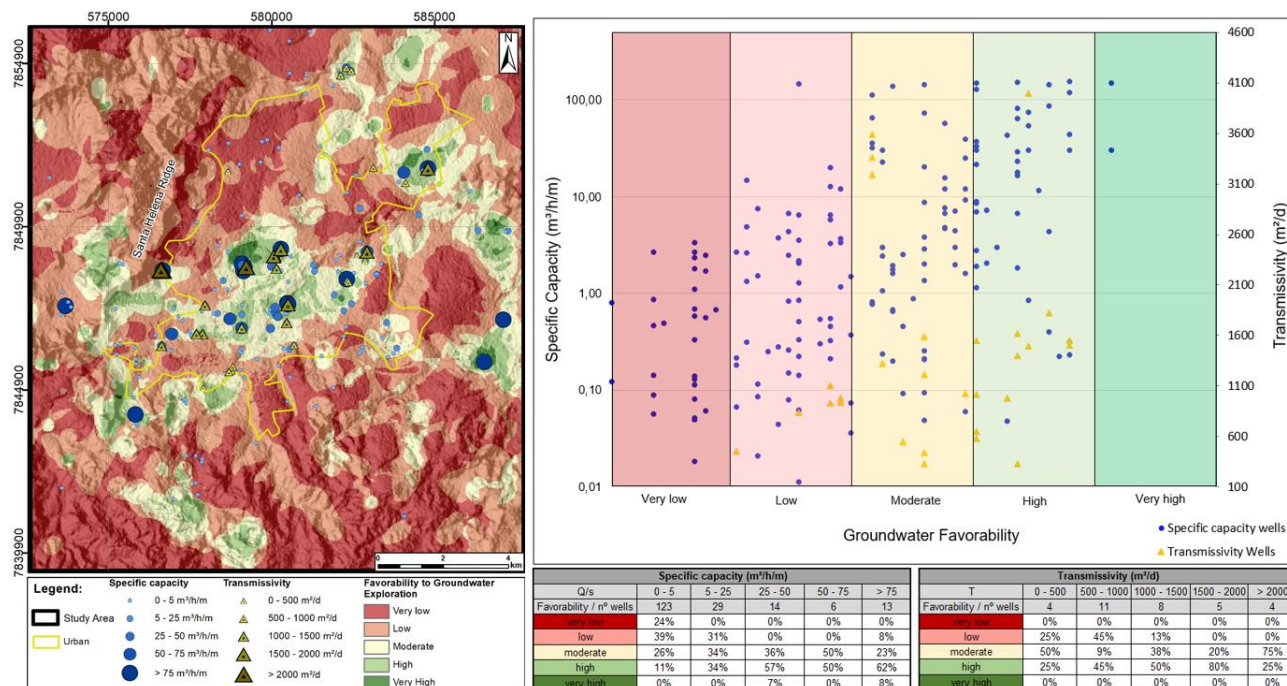 575000 580000 585000
7854900
7849900
7844900
7839900
N
Santa Helena Ridge
0 2 4
km
Legend:
Study Area
Urban
Specific capacity
0 - 5 m³/h/m
5 - 25 m³/h/m
25 - 50 m³/h/m
50 - 75 m³/h/m
> 75 m³/h/m
Transmissivity
0 - 500 m²/d
500 - 1000 m²/d
1000 - 1500 m²/d
1500 - 2000 m²/d
> 2000 m²/d
Favorability to Groundwater
Exploration
Very low
Low
Moderate
High
Very High
Specific Capacity (m³/h/m)
100,00
10,00
1,00
0,10
0,01
Transmissivity (m²/d)
4600
4100
3600
3100
2600
2100
1600
1100
600
100
Very low Low Moderate High Very high
Groundwater Favorability
Specific capacity wells
Transmissivity Wells
Specific capacity (m³/h/m)
Q/s 0 - 5 5 - 25 25 - 50 50 - 75 > 75
Favorability / nº wells 123 29 14 6 13
very low 24% 0% 0% 0% 0%
low 39% 31% 0% 0% 8%
moderate 26% 34% 36% 50% 23%
high 11% 34% 57% 50% 62%
very high 0% 0% 7% 0% 8%
Transmissivity (m²/d)
T 0 - 500 500 - 1000 1000 - 1500 1500 - 2000 > 2000
Favorability / nº wells 4 11 8 5 4
very low 0% 0% 0% 0% 0%
low 25% 45% 13% 0% 0%
moderate 50% 9% 38% 20% 75%
high 25% 45% 50% 80% 25%
very high 0% 0% 0% 0% 0%